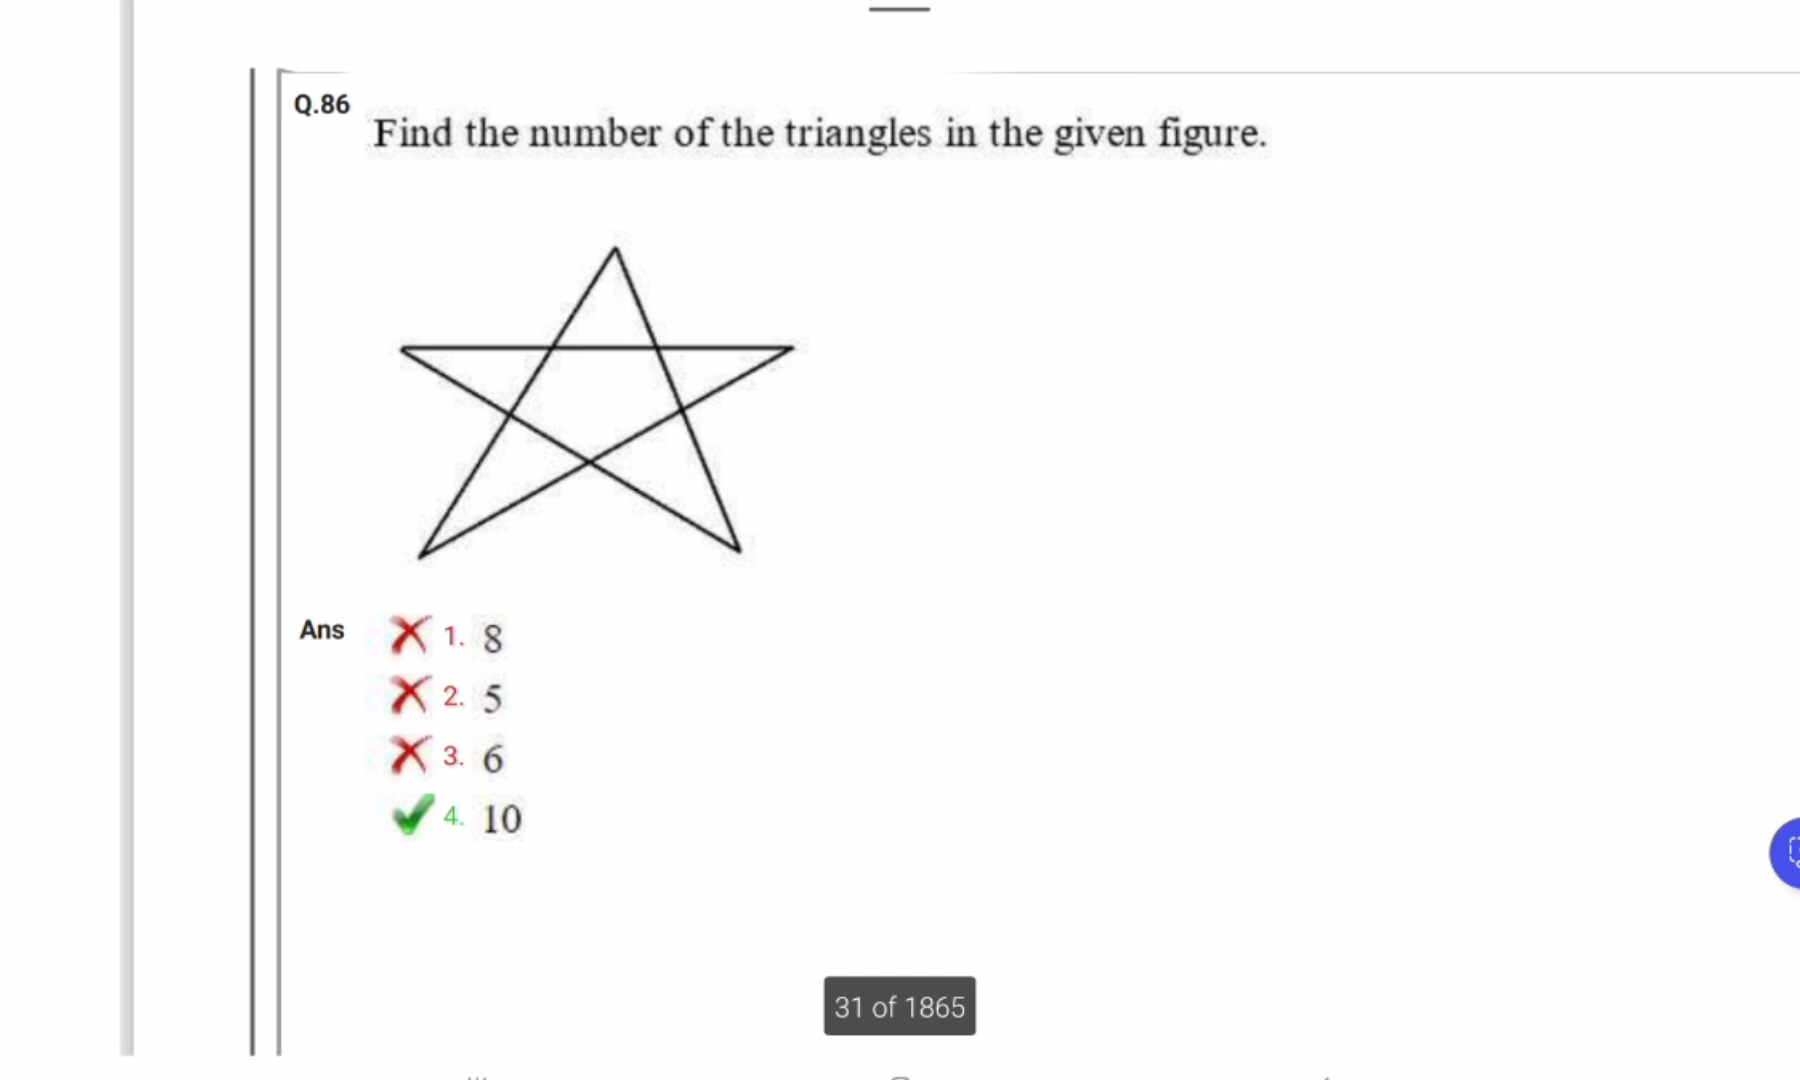 Q.86
Find the number of the triangles in the given figure.
Ans
1. 8
2. 5
3. 6
4. 10
31 of 1865